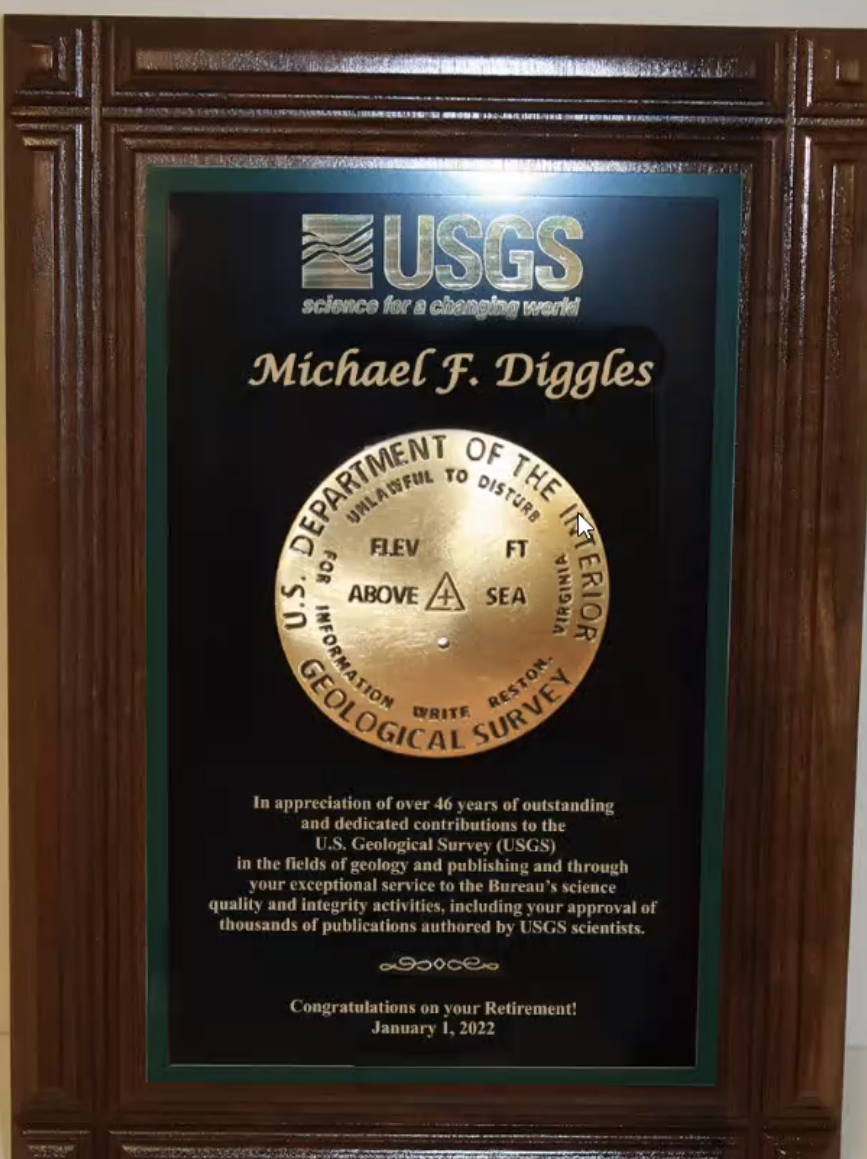 USGS
science for a changing world
Michael F. Diggles
U.S. DEPARTMENT OF THE INTERIOR
UNLAWFUL TO DISTURB
ELEV FT
ABOVE SEA
FOR INFORMATION WRITE RESTON, VIRGINIA
GEOLOGICAL SURVEY
In appreciation of over 46 years of outstanding
and dedicated contributions to the
U.S. Geological Survey (USGS)
in the fields of geology and publishing and through
your exceptional service to the Bureau's science
quality and integrity activities, including your approval of
thousands of publications authored by USGS scientists.
Congratulations on your Retirement!
January 1, 2022